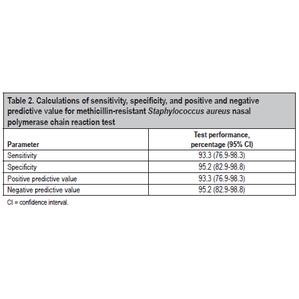 Table 2. Calculations of sensitivity, specificity, and positive and negative
predictive value for methicillin-resistant Staphylococcus aureus nasal
polymerase chain reaction test
Test performance,
Parameter percentage (95% CI)
Sensitivity 93.3 (76.9-98.3)
Specificity 95.2 (82.9-98.8)
Positive predictive value 93.3 (76.9-98.3)
Negative predictive value 95.2 (82.9-98.8)
CI = confidence interval.